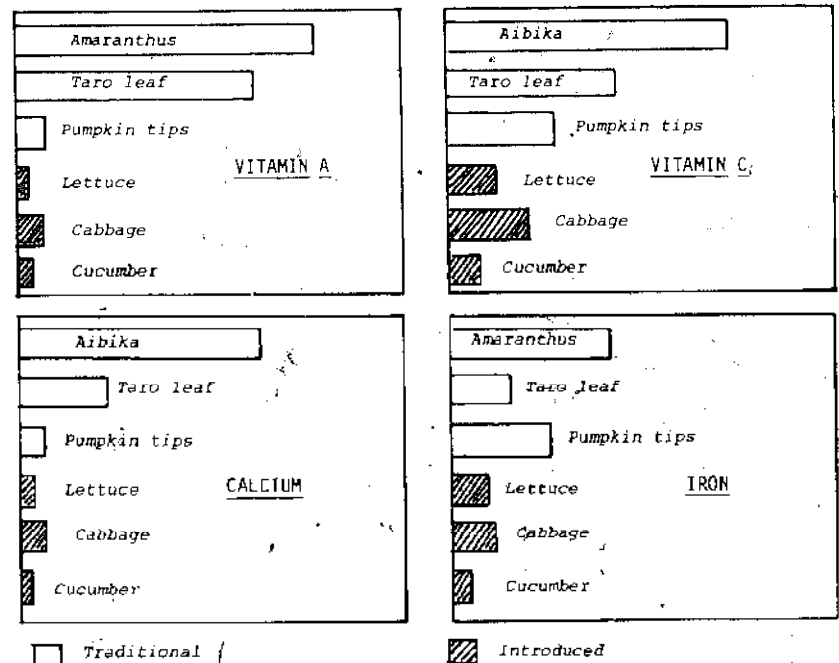 Amaranthus
Taro leaf
Pumpkin tips
VITAMIN A
Lettuce
Cabbage
Cucumber
Aibika
Taro leaf
Pumpkin tips
VITAMIN C
Lettuce
Cabbage
Cucumber
Aibika
Taro leaf
Pumpkin tips
Lettuce
CALCIUM
Cabbage
Cucumber
Amaranthus
Taro leaf
Pumpkin tips
Lettuce
IRON
Cabbage
Cucumber
Traditional
Introduced